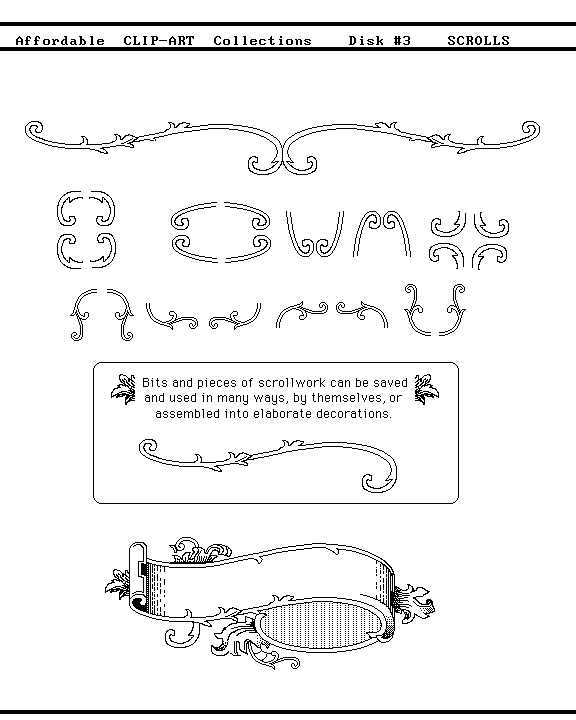 Affordable CLIP-ART Collections Disk #3 SCROLLS
Bits and pieces of scrollwork can be saved
and used in many ways, by themselves, or
assembled into elaborate decorations.